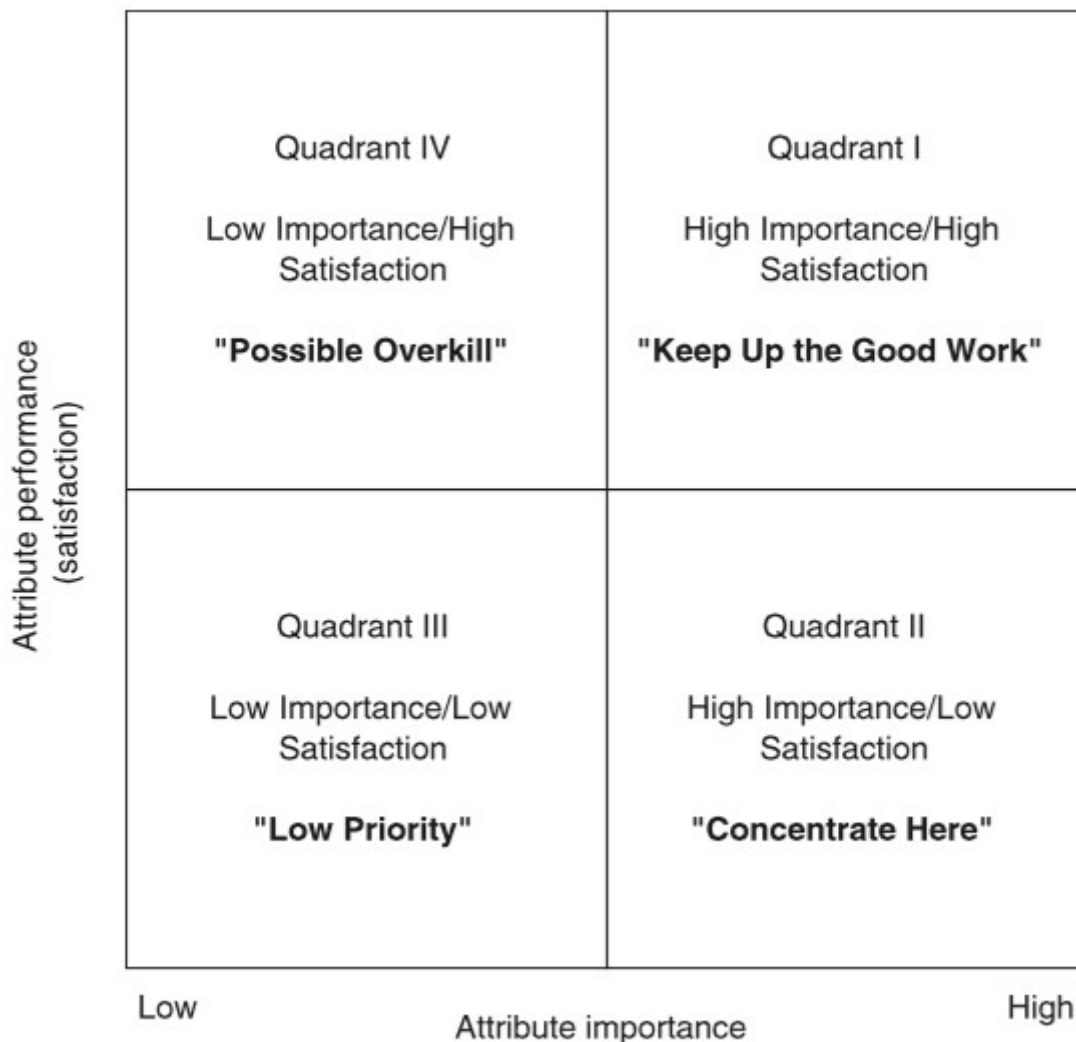 Quadrant IV
Low Importance/High
Satisfaction
"Possible Overkill"
Quadrant I
High Importance/High
Satisfaction
"Keep Up the Good Work"
Attribute performance
(satisfaction)
Quadrant III
Low Importance/Low
Satisfaction
"Low Priority"
Quadrant II
High Importance/Low
Satisfaction
"Concentrate Here"
Low
High
Attribute importance